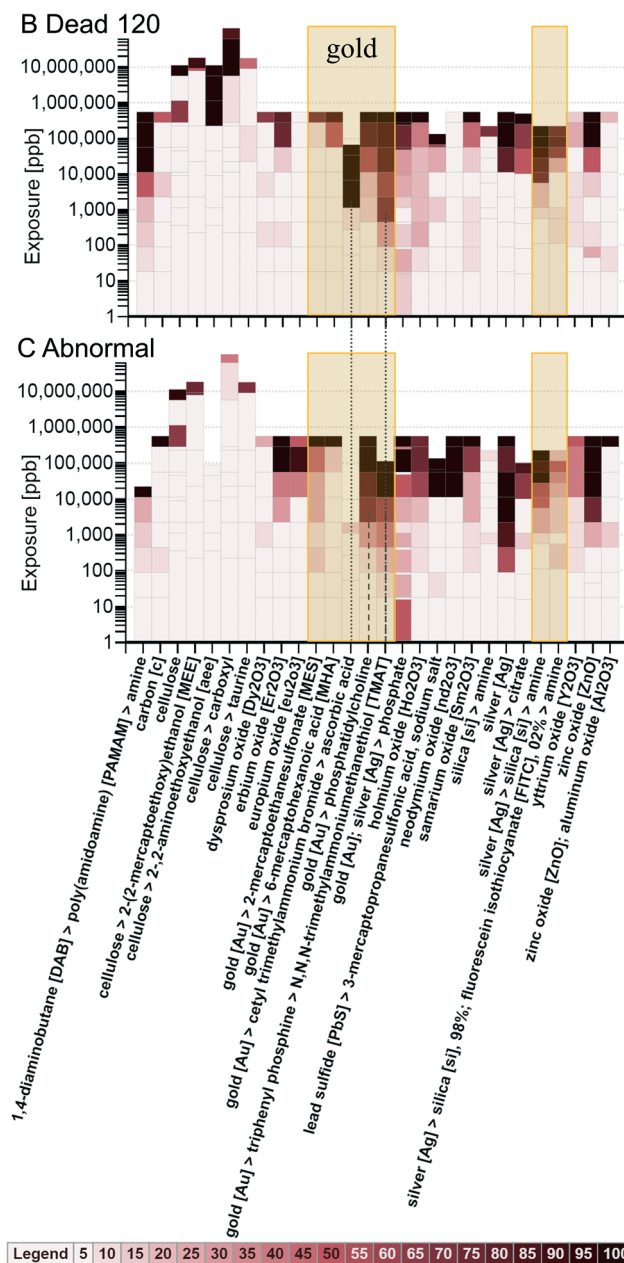 B Dead 120
gold
Exposure [ppb]
10,000,000
1,000,000
100,000
10,000
1,000
100
10
1
C Abnormal
Exposure [ppb]
10,000,000
1,000,000
100,000
10,000
1,000
100
10
1
1,4-diaminobutane [DAB] > poly(amidoamine) [PAMAM] > amine
carbon [c]
cellulose
cellulose > 2-(2-mercaptoethoxy)ethanol [MEE]
cellulose > 2-,2-aminoethoxyethanol [aee]
cellulose > carboxyl
cellulose > taurine
dysprosium oxide [Dy2O3]
erbium oxide [Er2O3]
europium oxide [eu2o3]
gold [Au] > 2-mercaptoethanesulfonate [MES]
gold [Au] > 6-mercaptohexanoic acid [MHA]
gold [Au] > cetyl trimethylammonium bromide > ascorbic acid
gold [Au] > phosphatidylcholine
gold [Au] > triphenyl phosphine > N,N,N-trimethylammoniumethanethiol [TMAT]
gold [Au]; silver [Ag] > phosphate
holmium oxide [Ho2O3]
lead sulfide [PbS] > 3-mercaptopropanesulfonic acid, sodium salt
neodymium oxide [nd2o3]
samarium oxide [Sm2O3]
silica [si] > amine
silver [Ag]
silver [Ag] > citrate
silver [Ag] > silica [si] > amine
silver [Ag] > silica [si], 98%; fluorescein isothiocyanate [FITC], 02% > amine
yttrium oxide [Y2O3]
zinc oxide [ZnO]
zinc oxide [ZnO]; aluminum oxide [Al2O3]
Legend 5 10 15 20 25 30 35 40 45 50 55 60 65 70 75 80 85 90 95 100